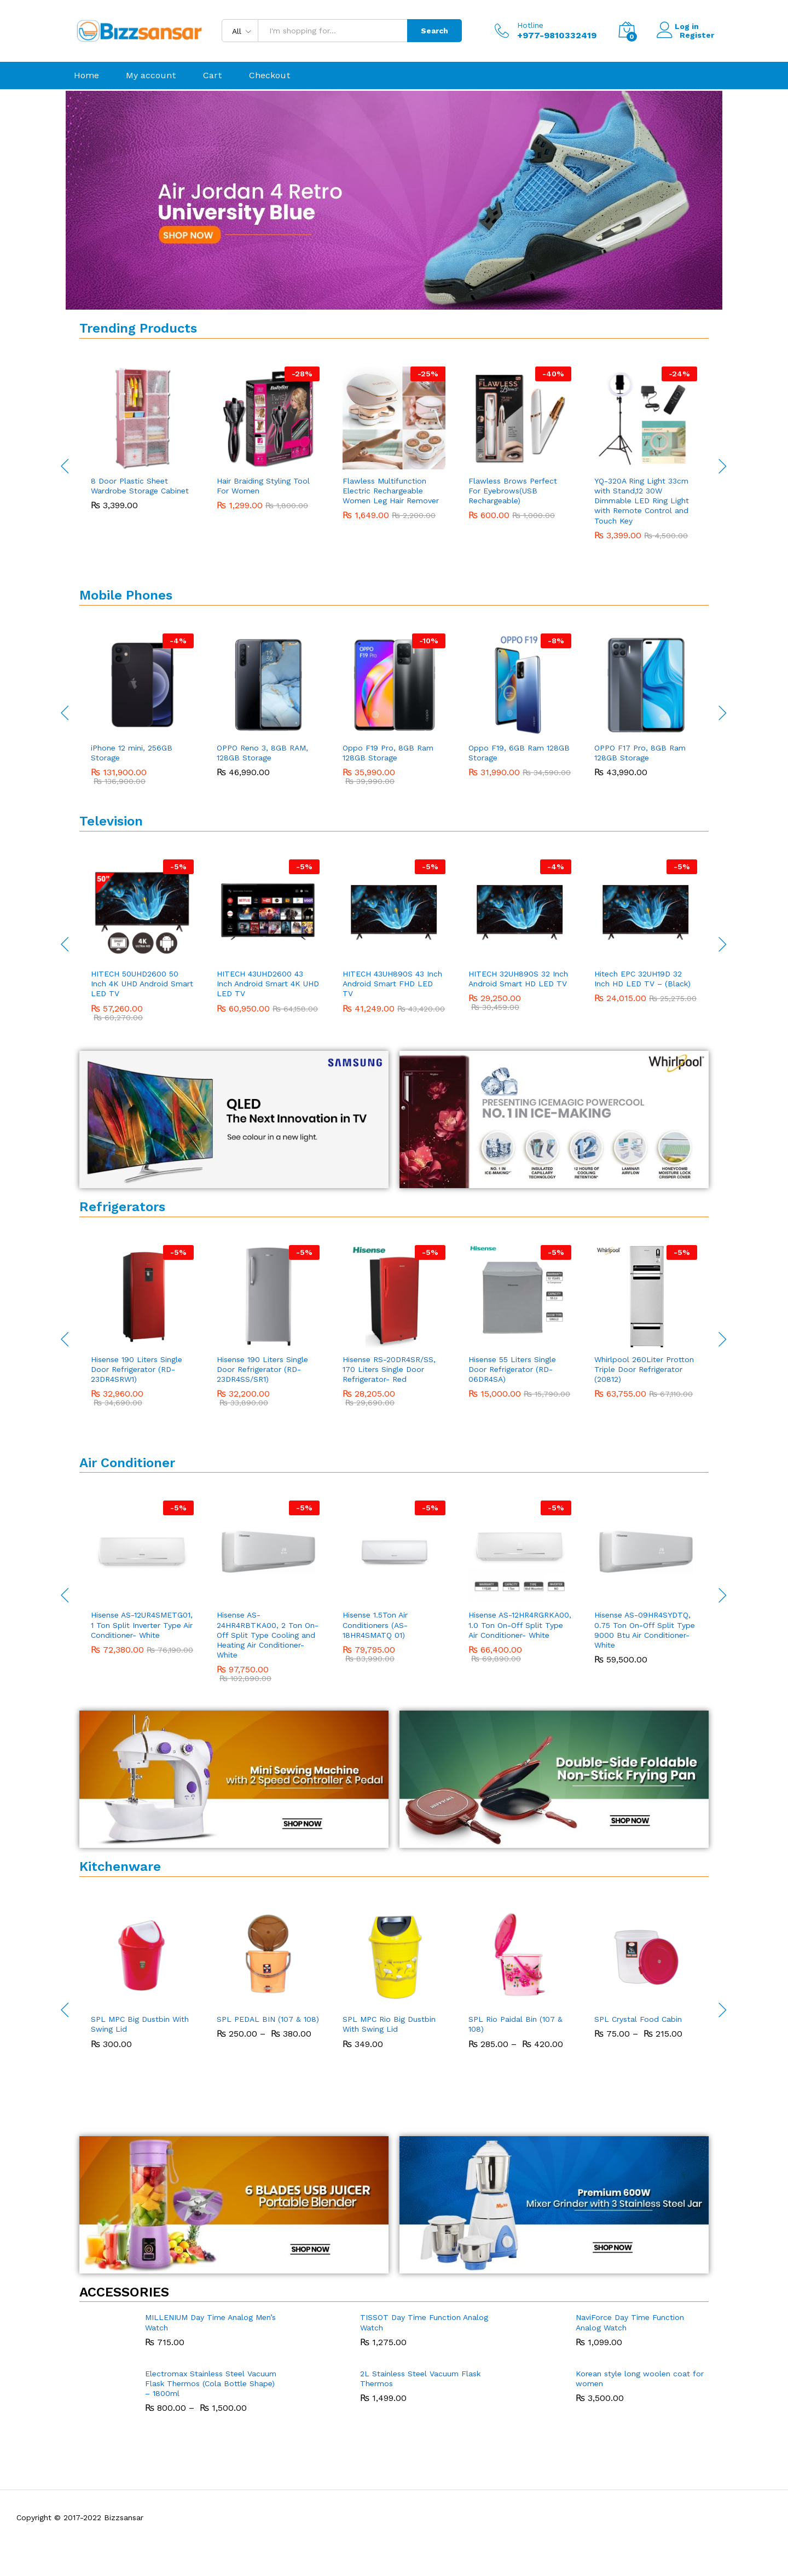 Bizzsansar
All
I'm shopping for...
Search
Hotline
+977-9810332419
0
Log in
Register
Home
My account
Cart
Checkout
Air Jordan 4 Retro
University Blue
SHOP NOW
Trending Products
-28%
-25%
-40%
-24%
8 Door Plastic Sheet
Wardrobe Storage Cabinet
₨ 3,399.00
Hair Braiding Styling Tool
For Women
₨ 1,299.00 ₨ 1,800.00
Flawless Multifunction
Electric Rechargeable
Women Leg Hair Remover
₨ 1,649.00 ₨ 2,200.00
Flawless Brows Perfect
For Eyebrows(USB
Rechargeable)
₨ 600.00 ₨ 1,000.00
YQ-320A Ring Light 33cm
with StandJ2 30W
Dimmable LED Ring Light
with Remote Control and
Touch Key
₨ 3,399.00 ₨ 4,500.00
Mobile Phones
-4%
-10%
OPPO F19
-8%
iPhone 12 mini, 256GB
Storage
₨ 131,900.00
₨ 136,900.00
OPPO Reno 3, 8GB RAM,
128GB Storage
₨ 46,990.00
Oppo F19 Pro, 8GB Ram
128GB Storage
₨ 35,990.00
₨ 39,990.00
Oppo F19, 6GB Ram 128GB
Storage
₨ 31,990.00 ₨ 34,590.00
OPPO F17 Pro, 8GB Ram
128GB Storage
₨ 43,990.00
Television
50"
4K
-5%
-5%
-5%
-4%
-5%
HITECH 50UHD2600 50
Inch 4K UHD Android Smart
LED TV
₨ 57,260.00
₨ 60,270.00
HITECH 43UHD2600 43
Inch Android Smart 4K UHD
LED TV
₨ 60,950.00 ₨ 64,156.00
HITECH 43UH890S 43 Inch
Android Smart FHD LED
TV
₨ 41,249.00 ₨ 43,420.00
HITECH 32UH890S 32 Inch
Android Smart HD LED TV
₨ 29,250.00
₨ 30,459.00
Hitech EPC 32UH19D 32
Inch HD LED TV – (Black)
₨ 24,015.00 ₨ 25,275.00
SAMSUNG
QLED
The Next Innovation in TV
See colour in a new light.
Whirlpool
PRESENTING ICEMAGIC POWERCOOL
NO. 1 IN ICE-MAKING
NO. 1 IN
ICE-MAKING*
INSULATED
CAPILLARY
TECHNOLOGY
12 HOURS OF
COOLING
RETENTION*
LAMINAR
AIRFLOW
HONEYCOMB
MOISTURE LOCK
CRISPER COVER
Refrigerators
-5%
-5%
Hisense
-5%
Hisense
-5%
Whirlpool
-5%
Hisense 190 Liters Single
Door Refrigerator (RD-
23DR4SRW1)
₨ 32,960.00
₨ 34,690.00
Hisense 190 Liters Single
Door Refrigerator (RD-
23DR4SS/SR1)
₨ 32,200.00
₨ 33,890.00
Hisense RS-20DR4SR/SS,
170 Liters Single Door
Refrigerator- Red
₨ 28,205.00
₨ 29,690.00
Hisense 55 Liters Single
Door Refrigerator (RD-
06DR4SA)
₨ 15,000.00 ₨ 15,790.00
Whirlpool 260Liter Protton
Triple Door Refrigerator
(20812)
₨ 63,755.00 ₨ 67,110.00
Air Conditioner
-5%
-5%
-5%
-5%
Hisense AS-12UR4SMETG01,
1 Ton Split Inverter Type Air
Conditioner- White
₨ 72,380.00 ₨ 76,190.00
Hisense AS-
24HR4RBTKA00, 2 Ton On-
Off Split Type Cooling and
Heating Air Conditioner-
White
₨ 97,750.00
₨ 102,890.00
Hisense 1.5Ton Air
Conditioners (AS-
18HR4SMATQ 01)
₨ 79,795.00
₨ 83,990.00
Hisense AS-12HR4RGRKA00,
1.0 Ton On-Off Split Type
Air Conditioner- White
₨ 66,400.00
₨ 69,890.00
Hisense AS-09HR4SYDTQ,
0.75 Ton On-Off Split Type
9000 Btu Air Conditioner-
White
₨ 59,500.00
Mini Sewing Machine
with 2 Speed Controller & Pedal
SHOP NOW
Double-Side Foldable
Non-Stick Frying Pan
SHOP NOW
Kitchenware
SPL MPC Big Dustbin With
Swing Lid
₨ 300.00
SPL PEDAL BIN (107 & 108)
₨ 250.00 – ₨ 380.00
SPL MPC Rio Big Dustbin
With Swing Lid
₨ 349.00
SPL Rio Paidal Bin (107 &
108)
₨ 285.00 – ₨ 420.00
SPL Crystal Food Cabin
₨ 75.00 – ₨ 215.00
6 BLADES USB JUICER
Portable Blender
SHOP NOW
Premium 600W
Mixer Grinder with 3 Stainless Steel Jar
SHOP NOW
ACCESSORIES
MILLENIUM Day Time Analog Men's
Watch
₨ 715.00
TISSOT Day Time Function Analog
Watch
₨ 1,275.00
NaviForce Day Time Function
Analog Watch
₨ 1,099.00
Electromax Stainless Steel Vacuum
Flask Thermos (Cola Bottle Shape)
– 1800ml
₨ 800.00 – ₨ 1,500.00
2L Stainless Steel Vacuum Flask
Thermos
₨ 1,499.00
Korean style long woolen coat for
women
₨ 3,500.00
Copyright © 2017-2022 Bizzsansar